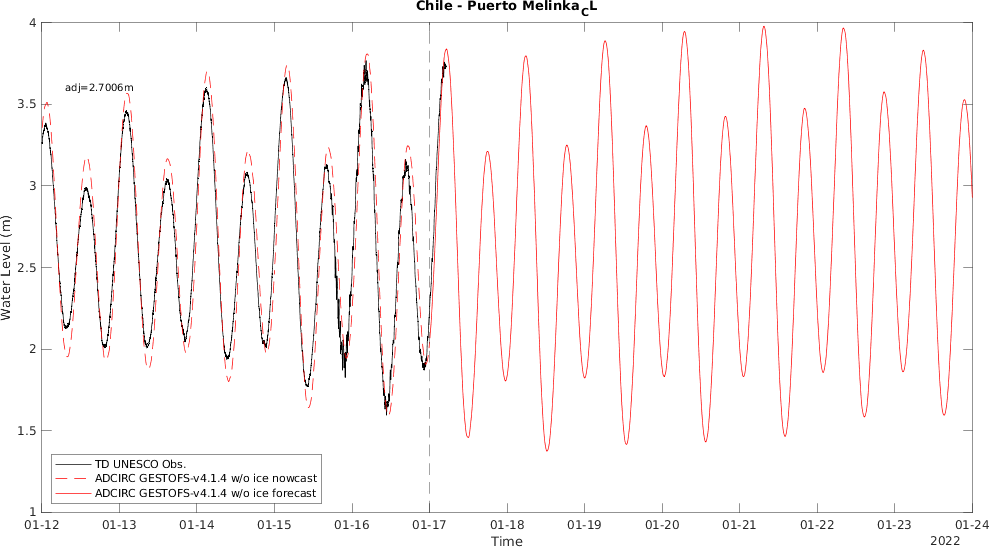 Chile - Puerto Melinka_CL
4
adj=2.7006m
3.5
3
2.5
2
1.5
1
Water Level (m)
TD UNESCO Obs.
ADCIRC GESTOFS-v4.1.4 w/o ice nowcast
ADCIRC GESTOFS-v4.1.4 w/o ice forecast
01-12 01-13 01-14 01-15 01-16 01-17 01-18 01-19 01-20 01-21 01-22 01-23 01-24
Time
2022